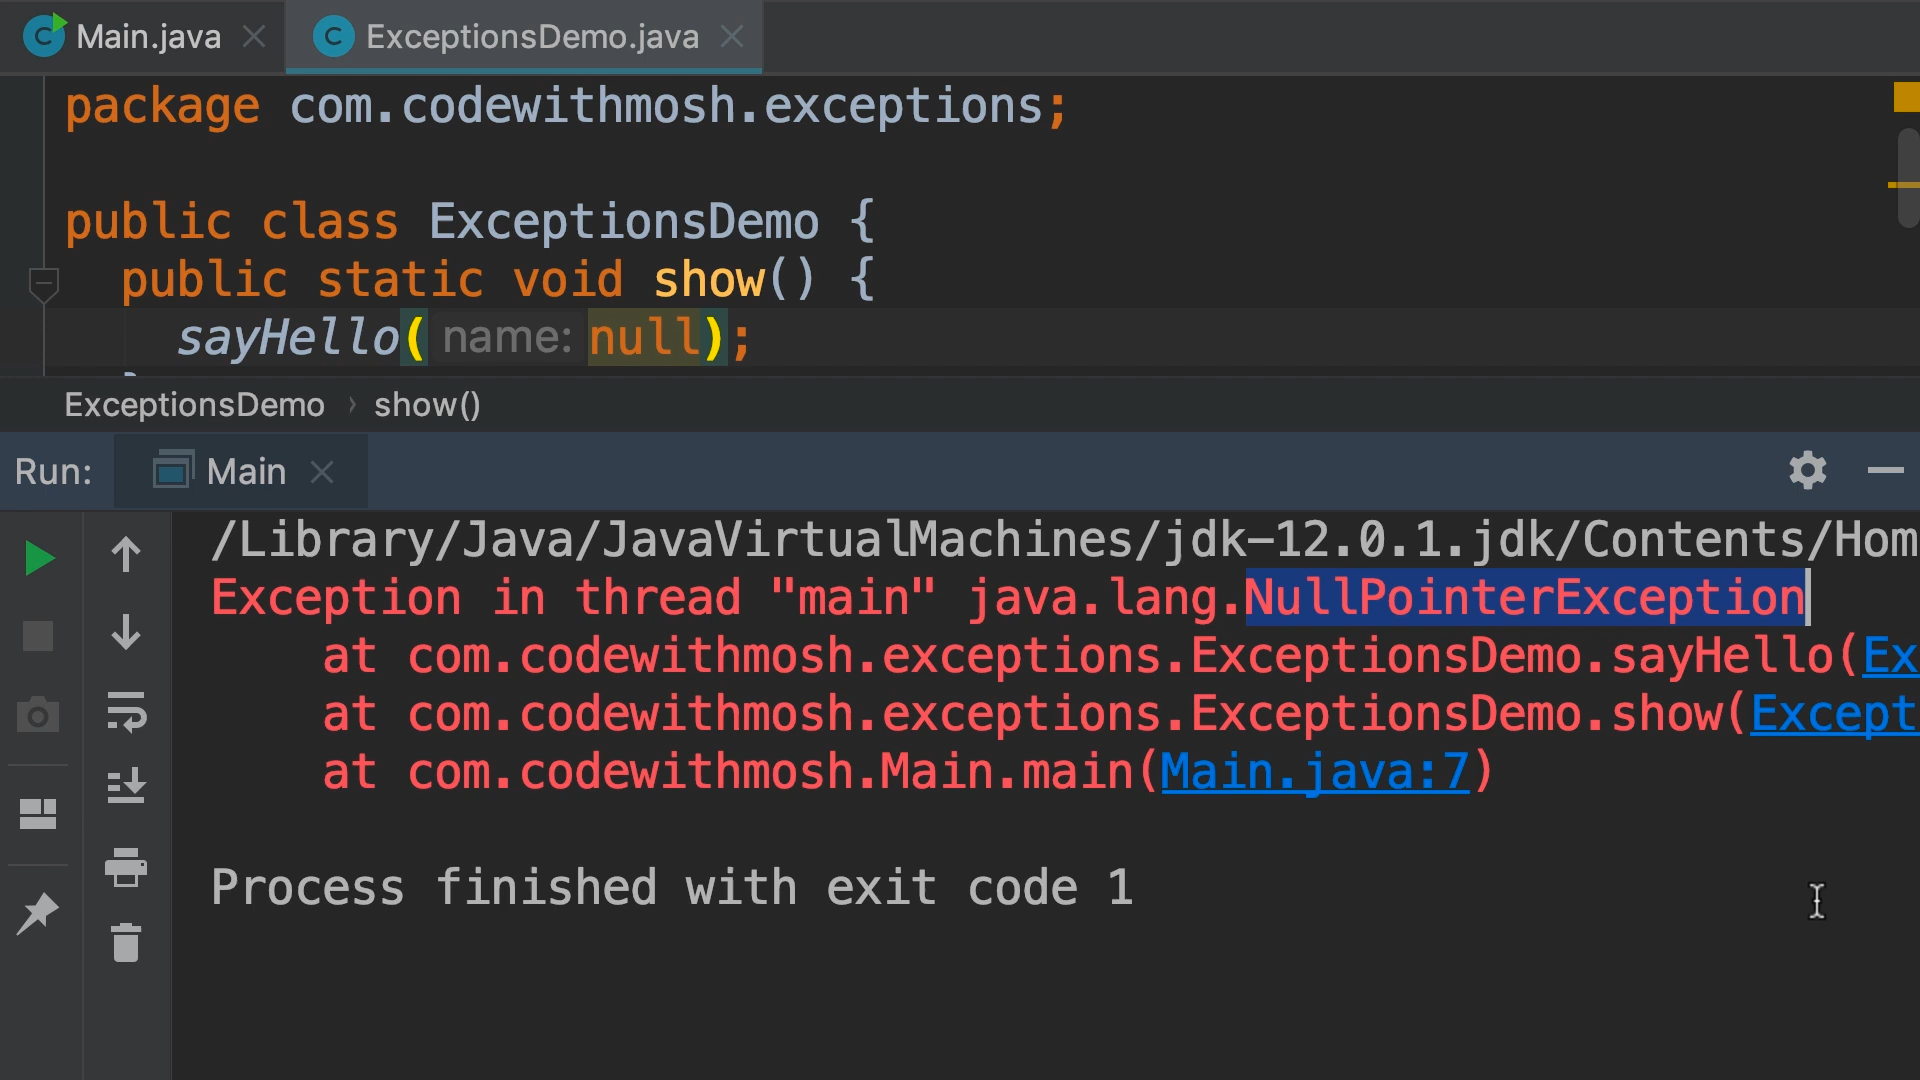 Main.java
ExceptionsDemo.java
package com.codewithmosh.exceptions;
public class ExceptionsDemo {
public static void show() {
sayHello( name: null);
ExceptionsDemo › show()
Run: Main
/Library/Java/JavaVirtualMachines/jdk-12.0.1.jdk/Contents/Hom
Exception in thread "main" java.lang.NullPointerException
at com.codewithmosh.exceptions.ExceptionsDemo.sayHello(Ex
at com.codewithmosh.exceptions.ExceptionsDemo.show(Except
at com.codewithmosh.Main.main(Main.java:7)
Process finished with exit code 1